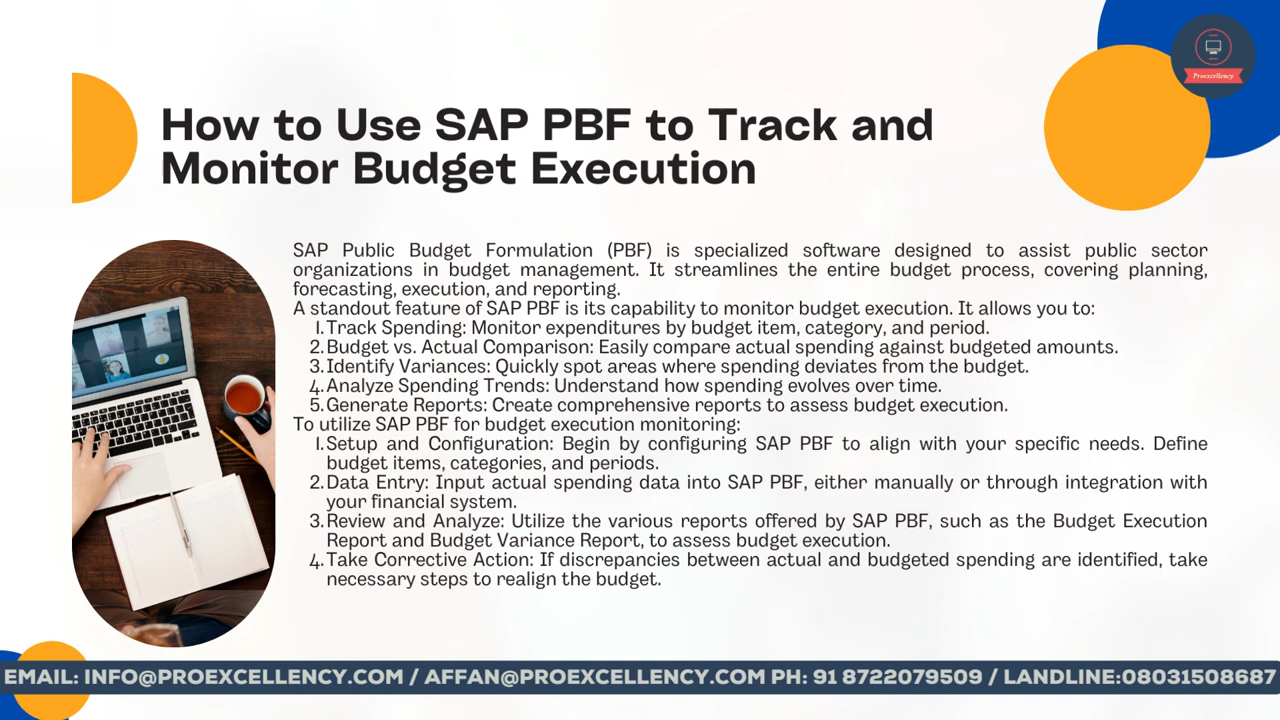 Proexcellency
How to Use SAP PBF to Track and
Monitor Budget Execution
SAP Public Budget Formulation (PBF) is specialized software designed to assist public sector
organizations in budget management. It streamlines the entire budget process, covering planning,
forecasting, execution, and reporting.
A standout feature of SAP PBF is its capability to monitor budget execution. It allows you to:
1. Track Spending: Monitor expenditures by budget item, category, and period.
2. Budget vs. Actual Comparison: Easily compare actual spending against budgeted amounts.
3. Identify Variances: Quickly spot areas where spending deviates from the budget.
4. Analyze Spending Trends: Understand how spending evolves over time.
5. Generate Reports: Create comprehensive reports to assess budget execution.
To utilize SAP PBF for budget execution monitoring:
1. Setup and Configuration: Begin by configuring SAP PBF to align with your specific needs. Define
budget items, categories, and periods.
2. Data Entry: Input actual spending data into SAP PBF, either manually or through integration with
your financial system.
3. Review and Analyze: Utilize the various reports offered by SAP PBF, such as the Budget Execution
Report and Budget Variance Report, to assess budget execution.
4. Take Corrective Action: If discrepancies between actual and budgeted spending are identified, take
necessary steps to realign the budget.
EMAIL: INFO@PROEXCELLENCY.COM / AFFAN@PROEXCELLENCY.COM PH: 91 8722079509 / LANDLINE:08031508687